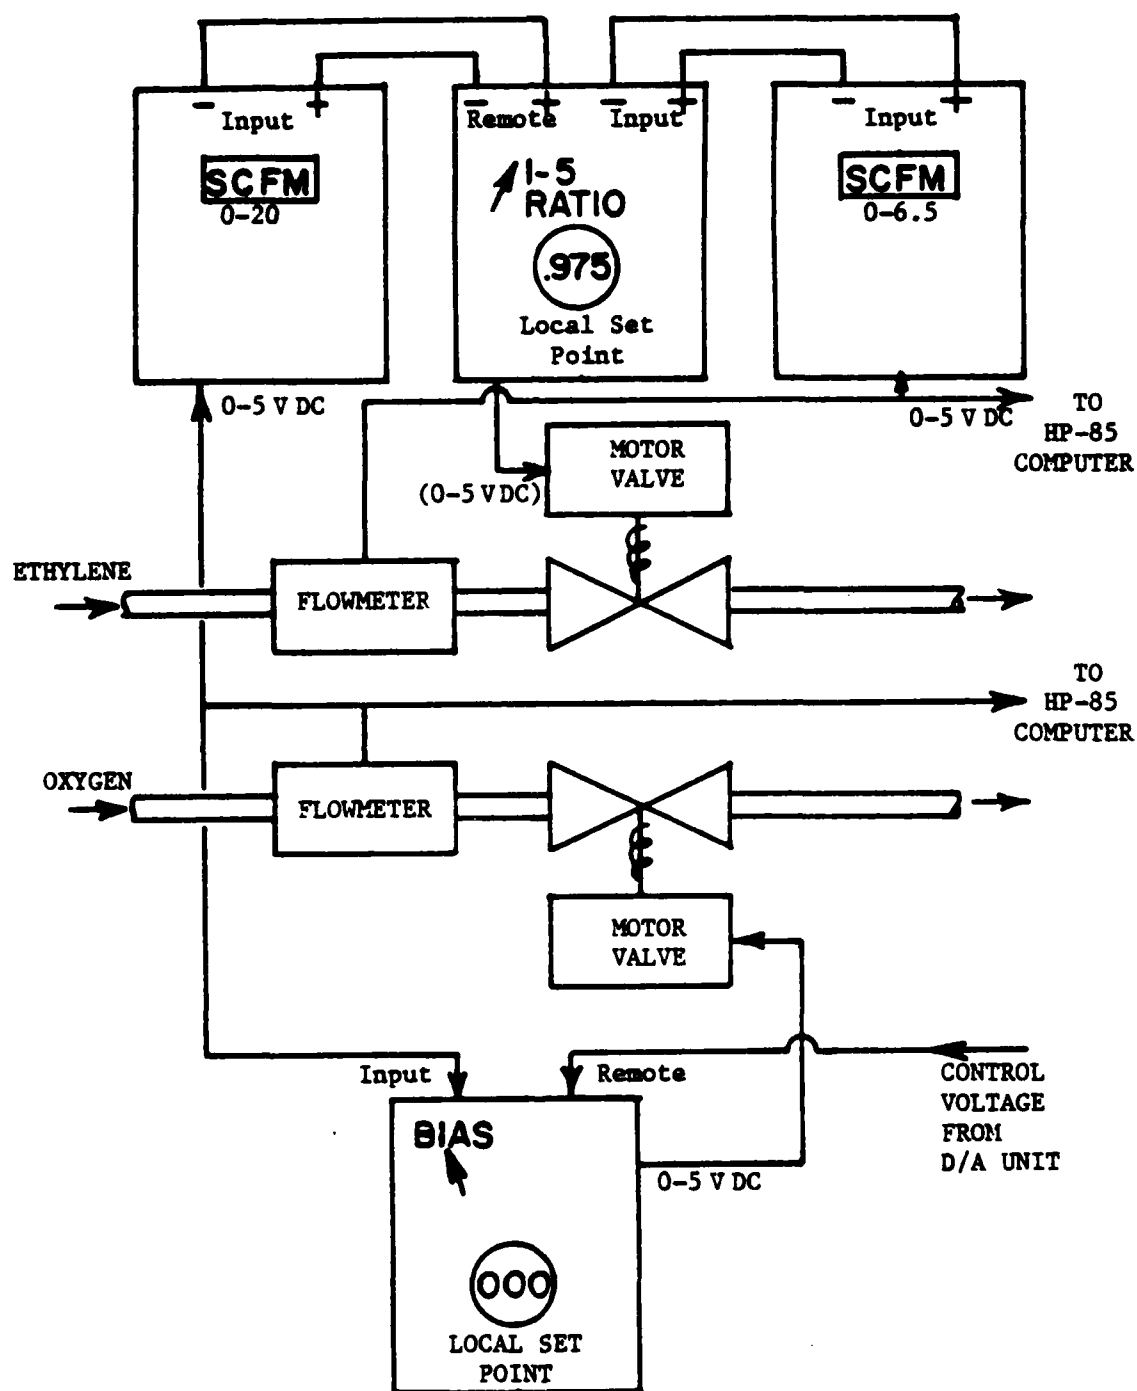 - Input +
SCFM
0-20
- Remote +
- Input +
1-5
RATIO
.975
Local Set
Point
- Input +
SCFM
0-6.5
0-5 V DC
0-5 V DC
TO
HP-85
COMPUTER
MOTOR
VALVE
(0-5 V DC)
ETHYLENE
FLOWMETER
TO
HP-85
COMPUTER
OXYGEN
FLOWMETER
MOTOR
VALVE
Input
Remote
CONTROL
VOLTAGE
FROM
D/A UNIT
BIAS
0-5 V DC
000
LOCAL SET
POINT